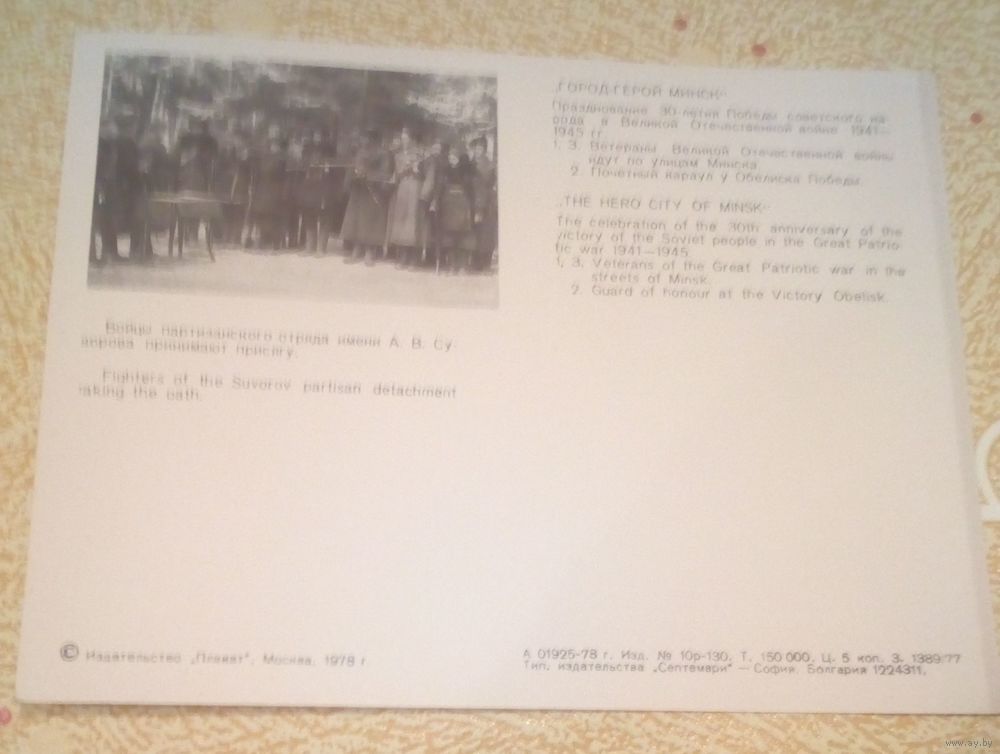 Бойцы партизанского отряда имени А. В. Су-
ворова принимают присягу.
Fighters of the Suvorov partisan detachment
taking the oath.
„ГОРОД-ГЕРОЙ МИНСК“
Празднование 30-летия Победы советского на-
рода в Великой Отечественной войне 1941—
1945 гг.
1, 3. Ветераны Великой Отечественной войны
идут по улицам Минска.
2. Почетный караул у Обелиска Победы.
„THE HERO CITY OF MINSK“
The celebration of the 30th anniversary of the
victory of the Soviet people in the Great Patrio-
tic war 1941—1945.
1, 3. Veterans of the Great Patriotic war in the
streets of Minsk.
2. Guard of honour at the Victory Obelisk.
© Издательство „Плакат“, Москва, 1978 г.
А 01925-78 г. Изд. № 10р-130. Т. 150 000. Ц. 5 коп. З. 1389/77
Тип. издательства „Септември“ — София, Болгария 1224311.
www.ay.by